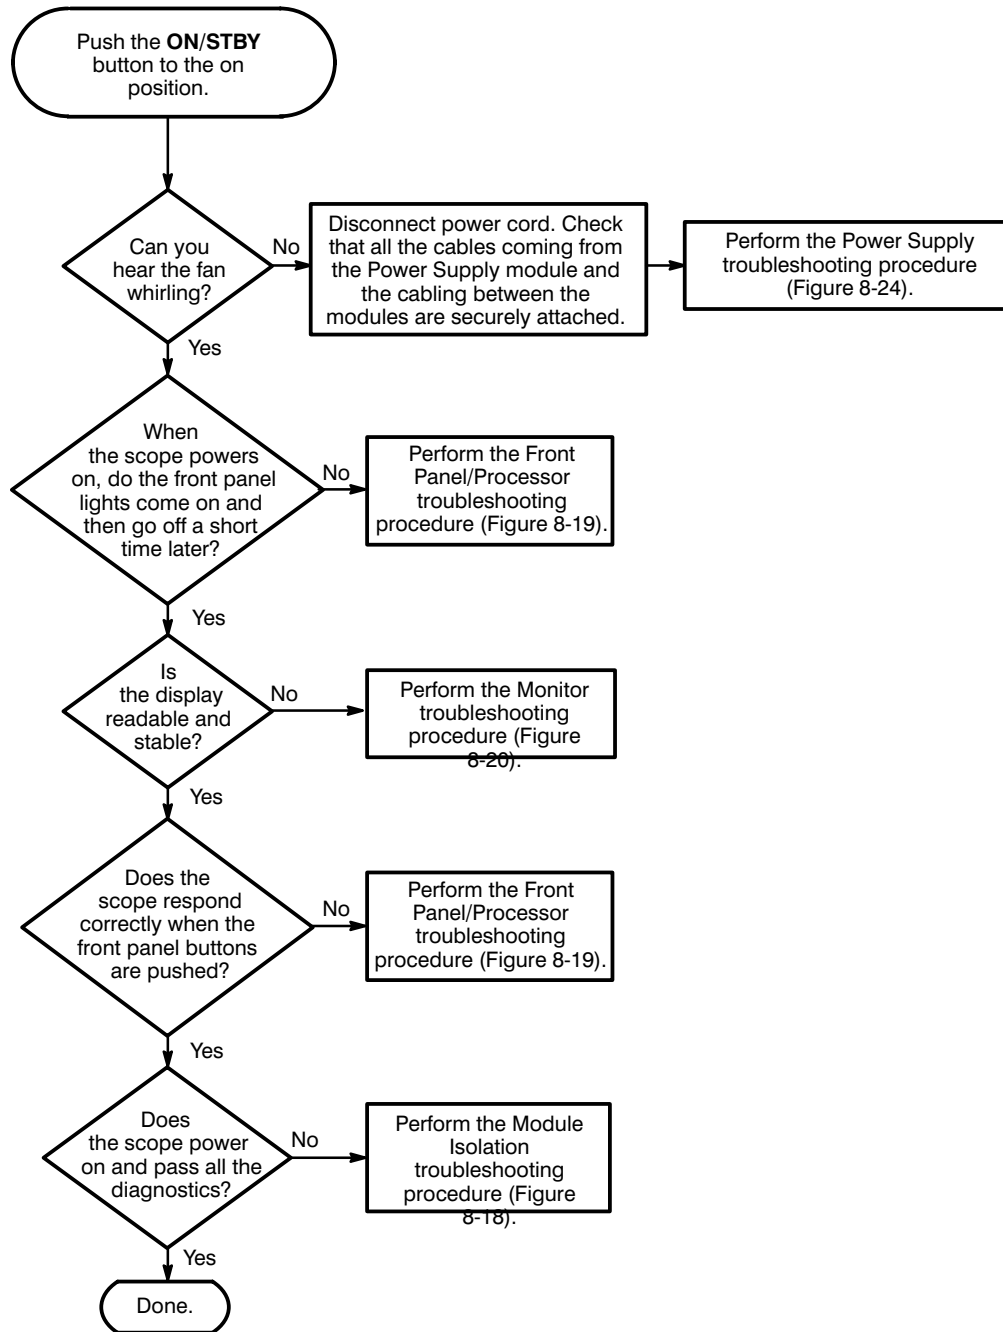 Push the ON/STBY
button to the on
position.
Can you
hear the fan
whirling?
No
Disconnect power cord. Check
that all the cables coming from
the Power Supply module and
the cabling between the
modules are securely attached.
Perform the Power Supply
troubleshooting procedure
(Figure 8-24).
Yes
When
the scope powers
on, do the front panel
lights come on and
then go off a short
time later?
No
Perform the Front
Panel/Processor
troubleshooting
procedure (Figure 8-19).
Yes
Is
the display
readable and
stable?
No
Perform the Monitor
troubleshooting
procedure (Figure
8-20).
Yes
Does the
scope respond
correctly when the
front panel buttons
are pushed?
No
Perform the Front
Panel/Processor
troubleshooting
procedure (Figure 8-19).
Yes
Does
the scope power
on and pass all the
diagnostics?
No
Perform the Module
Isolation
troubleshooting
procedure (Figure
8-18).
Yes
Done.